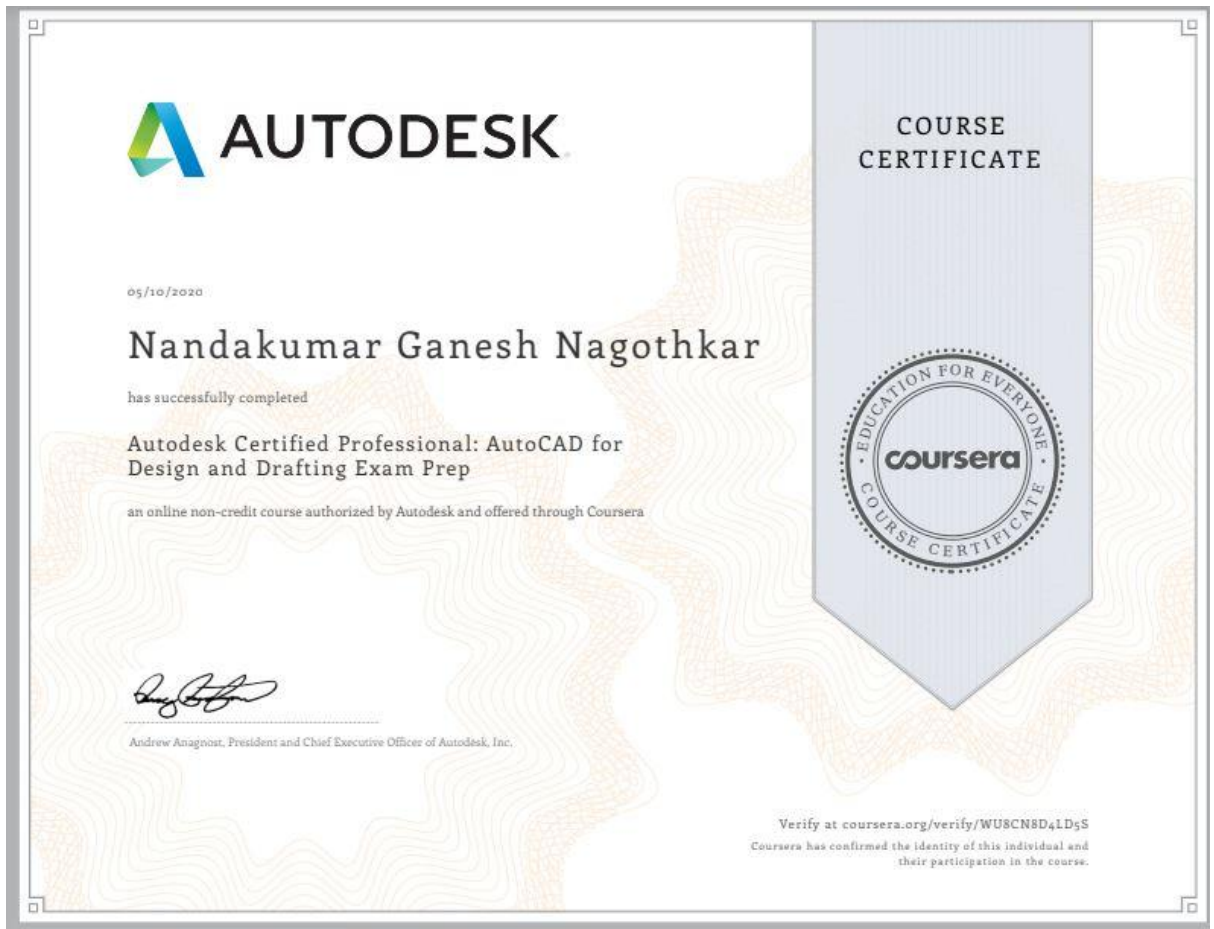 AUTODESK
COURSE
CERTIFICATE
05/10/2020
Nandakumar Ganesh Nagothkar
has successfully completed
Autodesk Certified Professional: AutoCAD for
Design and Drafting Exam Prep
an online non-credit course authorized by Autodesk and offered through Coursera
EDUCATION FOR EVERYONE
coursera
COURSE CERTIFICATE
Andrew Anagnost, President and Chief Executive Officer of Autodesk, Inc.
Verify at coursera.org/verify/WU8CN8D4LD5S
Coursera has confirmed the identity of this individual and
their participation in the course.